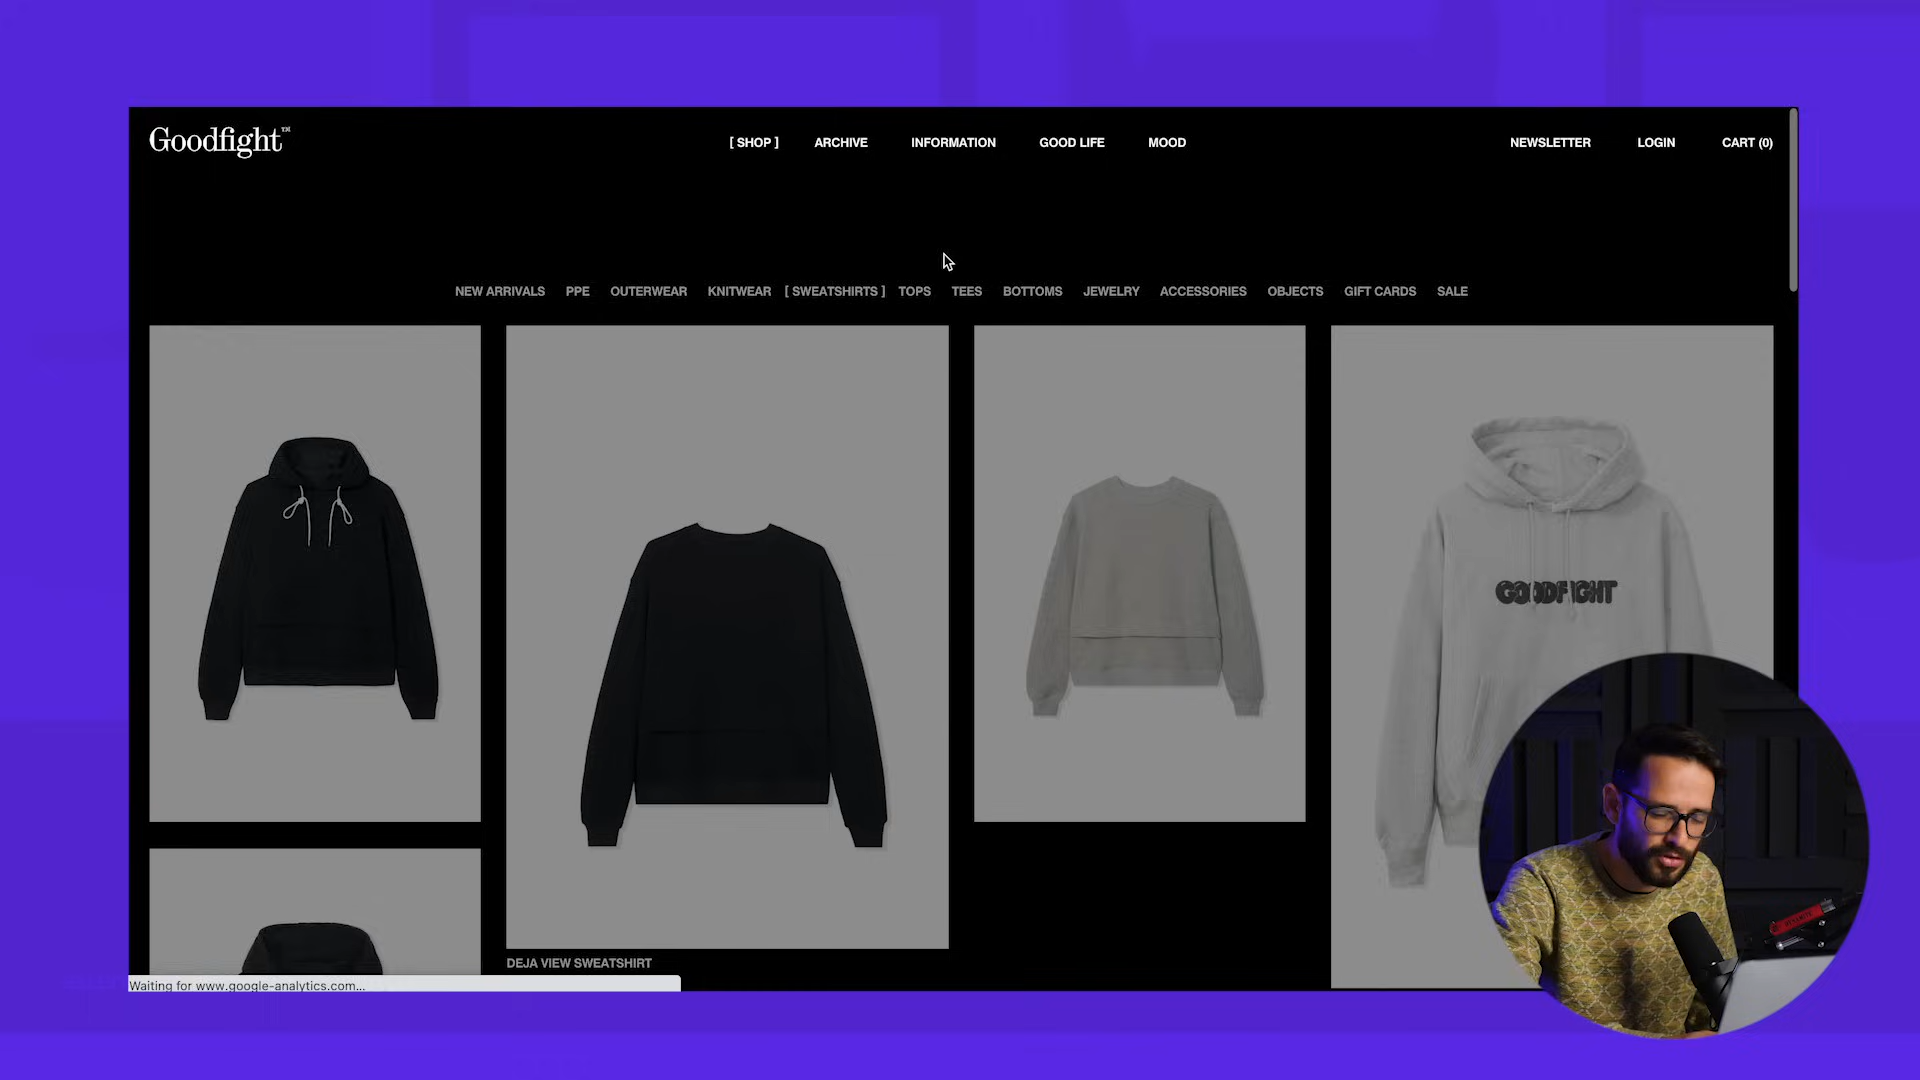 Goodfight™
[ SHOP ] ARCHIVE INFORMATION GOOD LIFE MOOD NEWSLETTER LOGIN CART (0)
NEW ARRIVALS PPE OUTERWEAR KNITWEAR [ SWEATSHIRTS ] TOPS TEES BOTTOMS JEWELRY ACCESSORIES OBJECTS GIFT CARDS SALE
GOODFIGHT
DEJA VIEW SWEATSHIRT
Waiting for www.google-analytics.com...